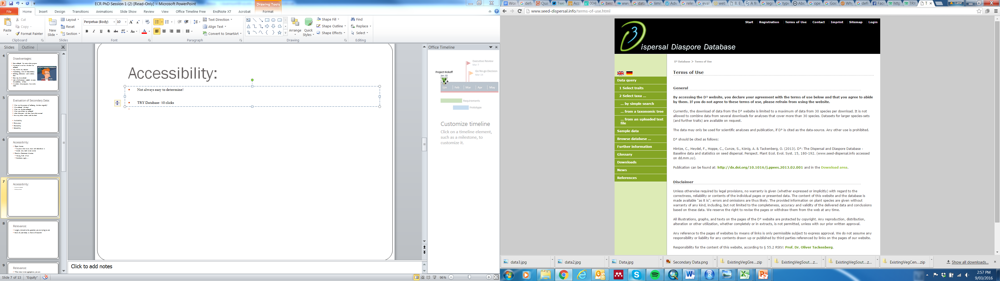 ECR PhD Session 1 (2) [Read-Only] - Microsoft PowerPoint
Drawing Tools
File Home Insert Design Transitions Animations Slide Show Review View Office Timeline Free EndNote X7 Acrobat Format
Paste
Cut
Copy
Format Painter
Clipboard
New Slide
Layout
Reset
Section
Slides
Perpetua (Body) 10
Font
Text Direction
Align Text
Convert to SmartArt
Paragraph
Arrange
Quick Styles
Shape Fill
Shape Outline
Shape Effects
Drawing
Find
Replace
Select
Editing
Slides Outline
4
Disadvantages:
5
Evaluation of Secondary Data:
6
Accessibility:
7
Accessibility:
8
Relevance:
9
Relevance:
Accessibility:
Not always easy to determine!
TRY Database- 10 clicks
Click to add notes
Office Timeline
Executive Review
Mar 7
Project Kickoff
Jan 10
Go No-go Decision
Mar 14
Jan Feb Mar Apr May
Requirements
Prototype
Customize timeline
Click on a timeline element,
such as a milestone, to
customize it.
Slide 7 of 13 "Equity"
96%
Caitie
www.seed-dispersal.info/terms-of-use.html
Start Registration Terms of Use Contact Imprint Sitemap Login
D3 ispersal Diaspore Database
D³ Database > Terms of Use
Data query
1 Select traits
2 Select taxa ...
... by simple search
... from a taxonomic tree
... from an uploaded text
file
Sample data
Browse database ...
Further information
Glossary
Downloads
News
References
Terms of Use
General
By accessing the D³ website, you declare your agreement with the terms of use below and that you agree to abide
by them. If you do not agree to these terms of use, please refrain from using the website.
Currently, the download of data from the D³ website is limited to a maximum of data from 30 species per download. It is not
allowed to combine data from several downloads for analyses that cover more than 30 species. Datasets for larger species-sets
(and further traits) are available on request.
The data may only be used for scientific analyses and publication, if D³ is cited as the data-source. Any other use is prohibited.
D³ should be cited as follows:
Hintze, C., Heydel, F., Hoppe, C., Cunze, S., König, A. & Tackenberg, O. (2013). D³: The Dispersal and Diaspore Database -
Baseline data and statistics on seed dispersal. Perspect. Plant Ecol. Evol. Syst. 15, 180-192. (www.seed-dispersal.info accessed
on dd.mm.yy).
Publication can be found at: http://dx.doi.org/10.1016/j.ppees.2013.02.001 and in the Download area.
Disclaimer
Unless otherwise required by legal provisions, no warranty is given (whether expressed or implicitly) with regard to the
correctness, reliability or contents of the individual pages or presented data. The content of this website and the database is
made available "as it is"; errors and omissions are thus likely. The provided information on plant species are given without
warranty of any kind, including, but not limited to the completeness, accuracy and validity of the delivered data and conclusions
based on these data. We reserve the right to revise the pages or withdraw them from the web at any time.
All illustrations, graphs, and texts on the pages of the D³ website are protected by copyright. Any reproduction, distribution,
alteration or other utilization, whether completely or in extracts, is not permitted, unless with our prior written approval.
Any reference to the pages of websites by means of links is only permissible subject to express approval. We do not assume any
responsibility or liability for any contents drawn up or published by third parties referenced by links on the pages of our website.
Responsibility for the content of this website, according to § 55.2 RStV: Prof. Dr. Oliver Tackenberg.
data3.jpg data2.jpg Data.jpg Secondary Data.png ExistingVegGre....zip ExistingVegSout....z... ExistingVegSout....z... ExistingVegCen....zip Show all downloads...
2:57 PM
9/03/2016